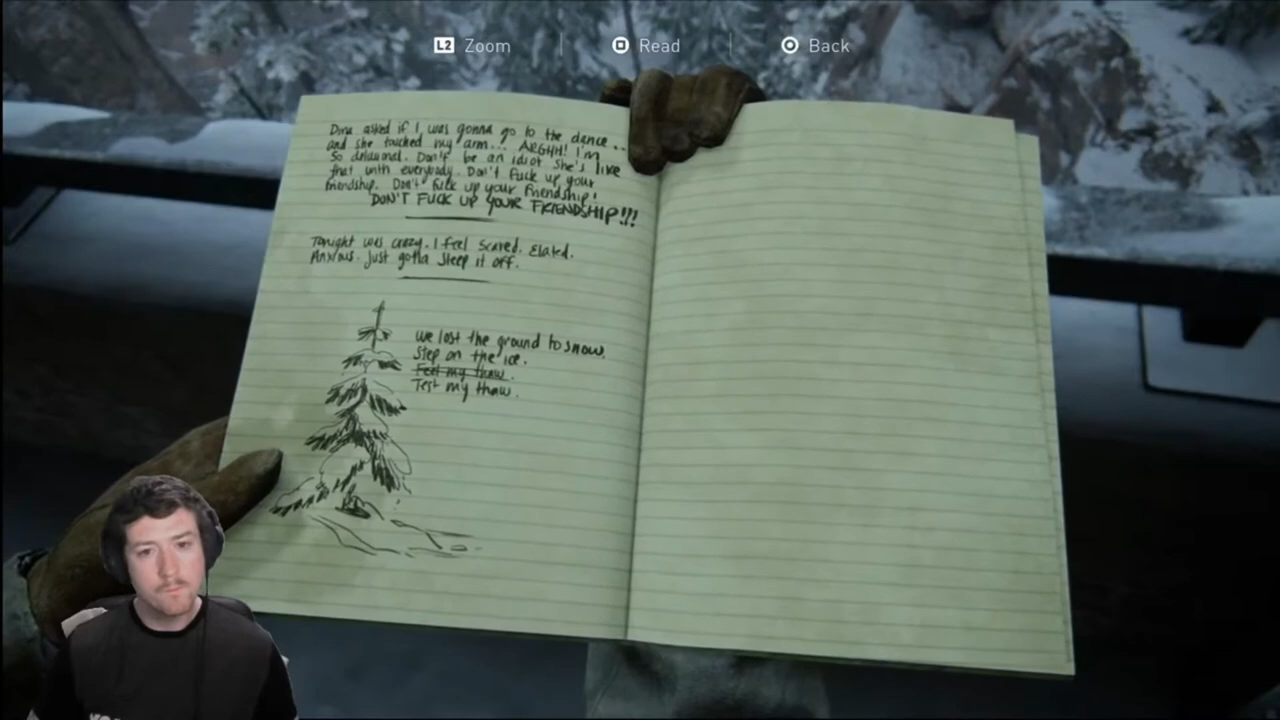 L2 Zoom
Read
Back
Dina asked if I was gonna go to the dance..
and she touched my arm... ARGHH! I'm
so delusional. Don't be an idiot she's like
that with everybody. Don't fuck up your
friendship. Don't fuck up your friendship!
DON'T FUCK UP YOUR FRIENDSHIP!!!
Tonight was crazy. I feel scared. Elated.
Anxious. Just gotta sleep it off.
We lost the ground to snow.
Step on the ice.
Feel my thaw.
Test my thaw.